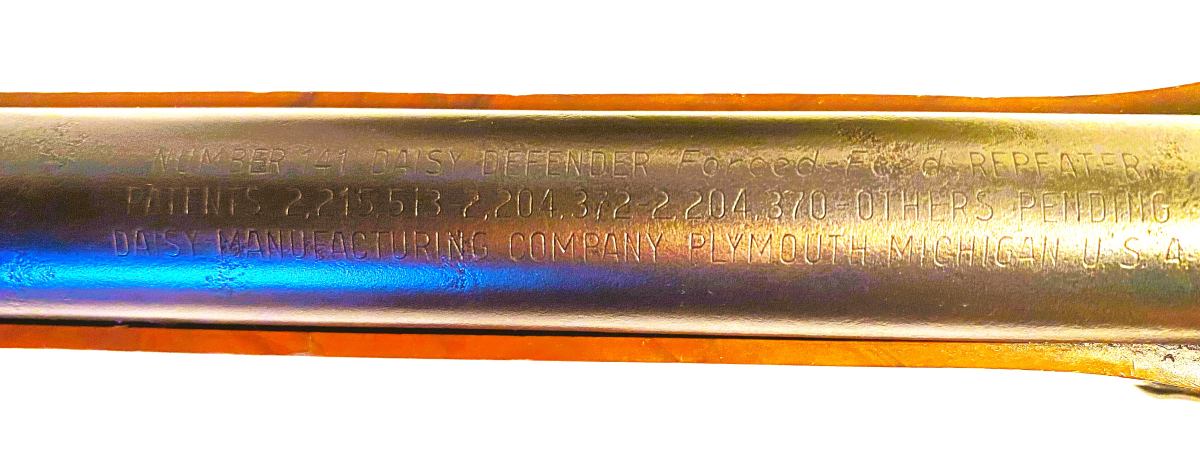 NUMBER 141 DAISY DEFENDER Forced-Feed REPEATER
PATENTS 2,215,513-2,204,372-2,204,370-OTHERS PENDING
DAISY MANUFACTURING COMPANY PLYMOUTH MICHIGAN U.S.A.